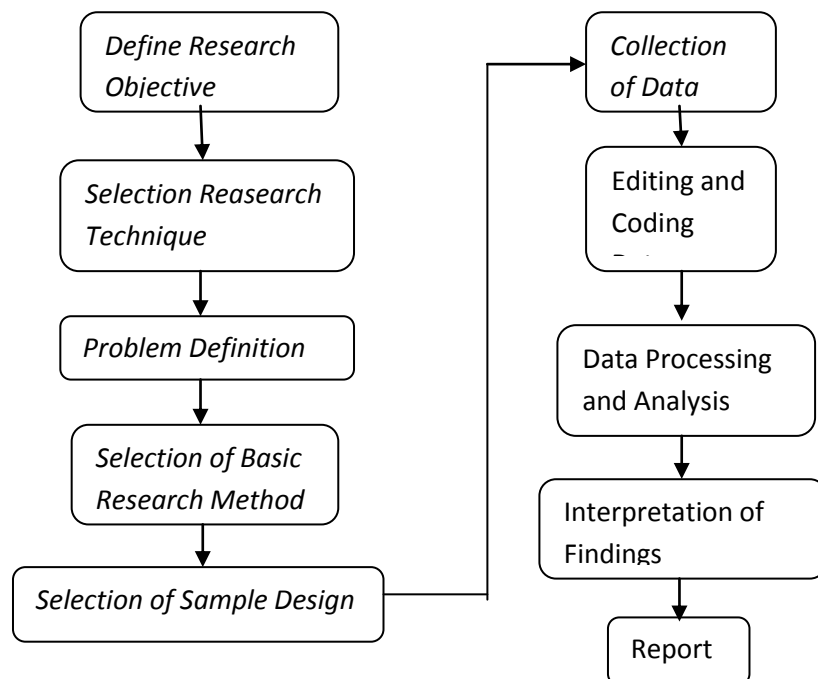 Define Research
Objective
Selection Reasearch
Technique
Problem Definition
Selection of Basic
Research Method
Selection of Sample Design
Collection
of Data
Editing and
Coding
Data Processing
and Analysis
Interpretation of
Findings
Report